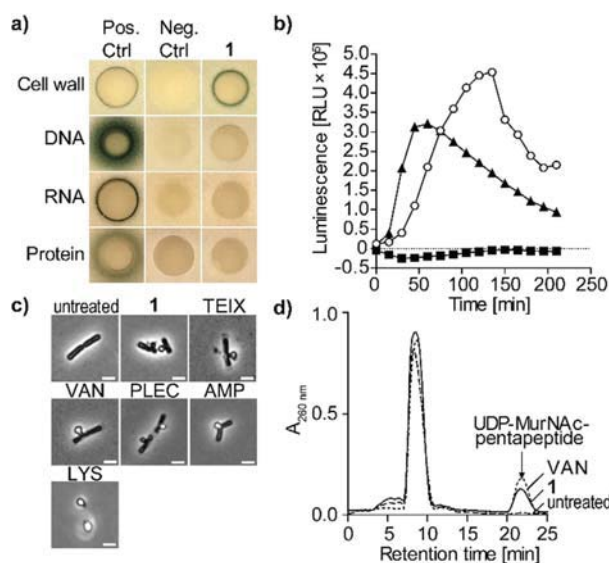 a)
Pos. Ctrl
Neg. Ctrl
1
Cell wall
DNA
RNA
Protein
b)
Luminescence [RLU × 10⁶]
5.0
4.5
4.0
3.5
3.0
2.5
2.0
1.5
1.0
0.5
0
-0.5
0 50 100 150 200 250
Time [min]
c)
untreated 1 TEIX
VAN PLEC AMP
LYS
d)
A260 nm
1.0
0.5
0.0
UDP-MurNAc-
pentapeptide
VAN
1
untreated
0 5 10 15 20 25
Retention time [min]